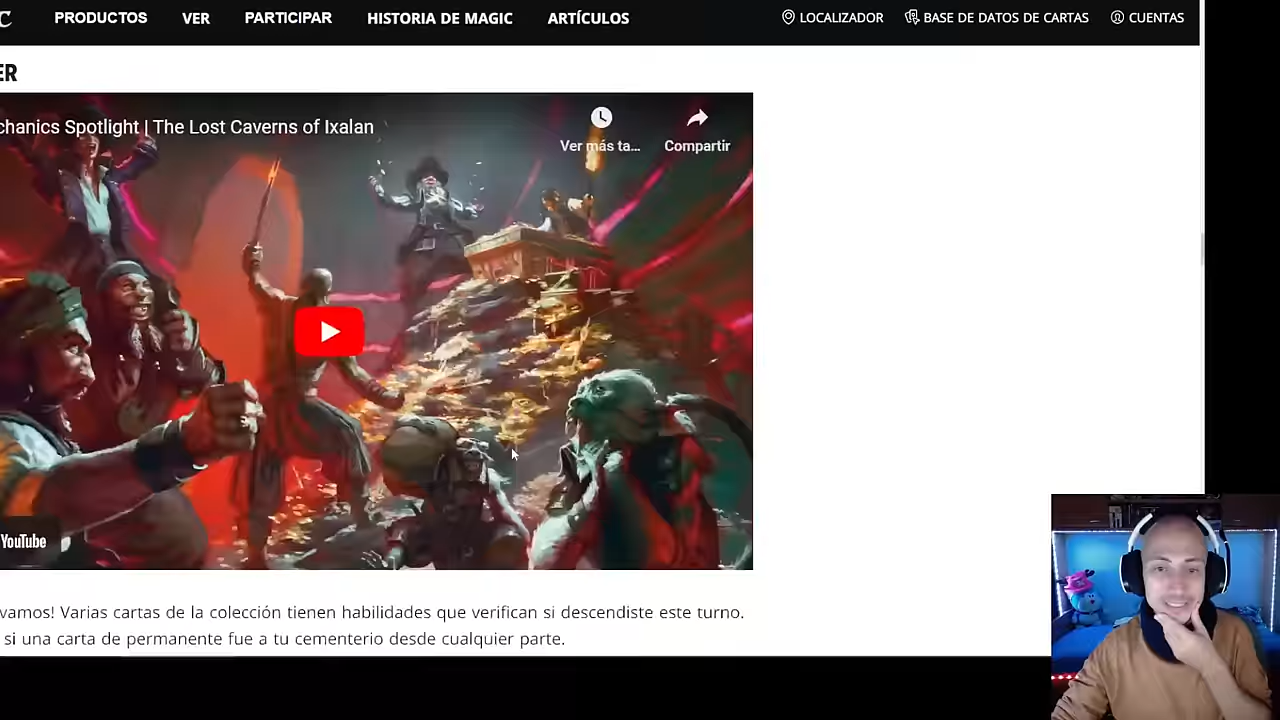 C PRODUCTOS VER PARTICIPAR HISTORIA DE MAGIC ARTÍCULOS LOCALIZADOR BASE DE DATOS DE CARTAS CUENTAS
ER
chanics Spotlight | The Lost Caverns of Ixalan
Ver más ta... Compartir
YouTube
vamos! Varias cartas de la colección tienen habilidades que verifican si descendiste este turno.
si una carta de permanente fue a tu cementerio desde cualquier parte.